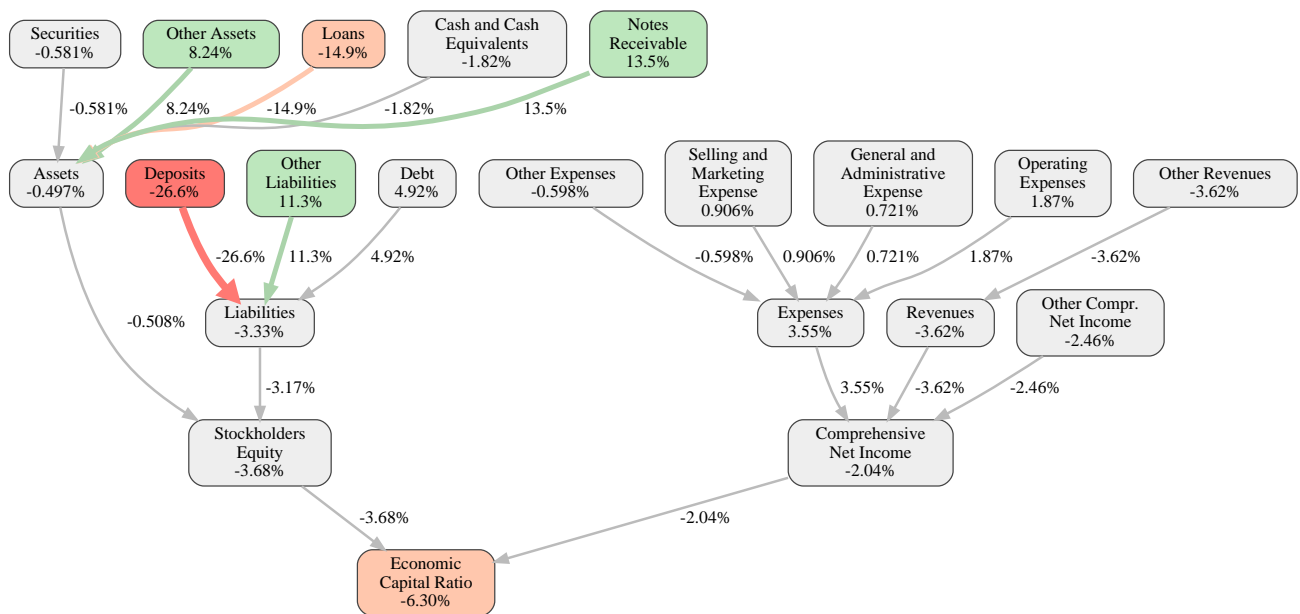 Securities
-0.581%
Other Assets
8.24%
Loans
-14.9%
Cash and Cash
Equivalents
-1.82%
Notes
Receivable
13.5%
-0.581%
8.24%
-14.9%
-1.82%
13.5%
Assets
-0.497%
Deposits
-26.6%
Other
Liabilities
11.3%
Debt
4.92%
Other Expenses
-0.598%
Selling and
Marketing
Expense
0.906%
General and
Administrative
Expense
0.721%
Operating
Expenses
1.87%
Other Revenues
-3.62%
-26.6%
11.3%
4.92%
-0.598%
0.906%
0.721%
1.87%
-3.62%
-0.508%
Liabilities
-3.33%
Expenses
3.55%
Revenues
-3.62%
Other Compr.
Net Income
-2.46%
-3.17%
3.55%
-3.62%
-2.46%
Stockholders
Equity
-3.68%
Comprehensive
Net Income
-2.04%
-3.68%
-2.04%
Economic
Capital Ratio
-6.30%